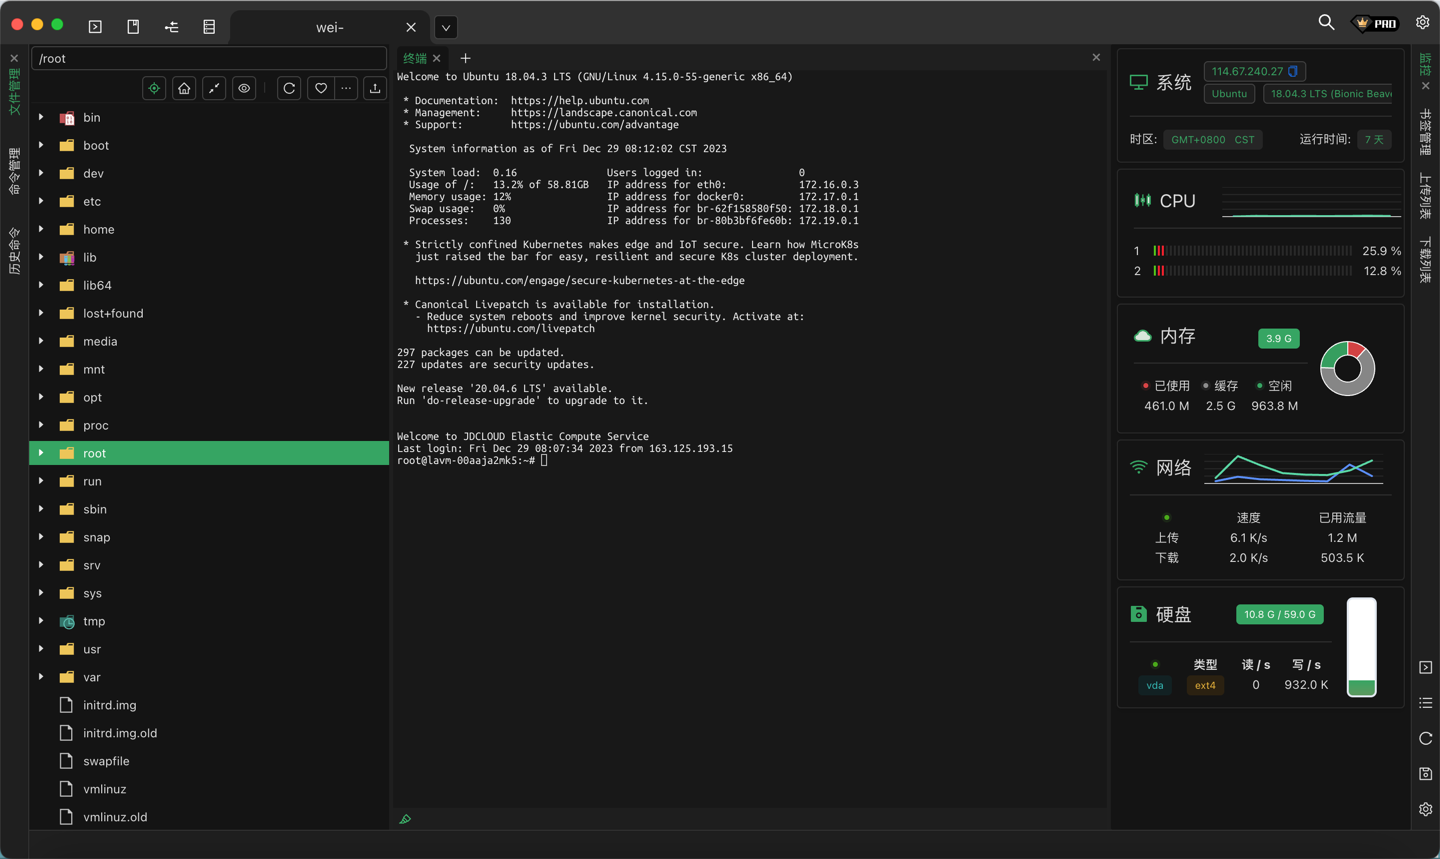 wei-
PRO
文件管理
命令管理
历史命令
/root
bin
boot
dev
etc
home
lib
lib64
lost+found
media
mnt
opt
proc
root
run
sbin
snap
srv
sys
tmp
usr
var
initrd.img
initrd.img.old
swapfile
vmlinuz
vmlinuz.old
终端
Welcome to Ubuntu 18.04.3 LTS (GNU/Linux 4.15.0-55-generic x86_64)
* Documentation:  https://help.ubuntu.com
* Management:     https://landscape.canonical.com
* Support:        https://ubuntu.com/advantage
System information as of Fri Dec 29 08:12:02 CST 2023
System load:  0.16               Users logged in:                0
Usage of /:   13.2% of 58.81GB   IP address for eth0:            172.16.0.3
Memory usage: 12%                IP address for docker0:         172.17.0.1
Swap usage:   0%                 IP address for br-62f158580f50: 172.18.0.1
Processes:    130                IP address for br-80b3bf6fe60b: 172.19.0.1
* Strictly confined Kubernetes makes edge and IoT secure. Learn how MicroK8s
just raised the bar for easy, resilient and secure K8s cluster deployment.
https://ubuntu.com/engage/secure-kubernetes-at-the-edge
* Canonical Livepatch is available for installation.
- Reduce system reboots and improve kernel security. Activate at:
https://ubuntu.com/livepatch
297 packages can be updated.
227 updates are security updates.
New release '20.04.6 LTS' available.
Run 'do-release-upgrade' to upgrade to it.
Welcome to JDCLOUD Elastic Compute Service
Last login: Fri Dec 29 08:07:34 2023 from 163.125.193.15
root@lavm-00aaja2mk5:~#
系统
114.67.240.27
Ubuntu 18.04.3 LTS (Bionic Beave
时区: GMT+0800 CST 运行时间: 7 天
CPU
1 25.9 %
2 12.8 %
内存 3.9 G
已使用 缓存 空闲
461.0 M 2.5 G 963.8 M
网络
速度 已用流量
上传 6.1 K/s 1.2 M
下载 2.0 K/s 503.5 K
硬盘 10.8 G / 59.0 G
类型 读 / s 写 / s
vda ext4 0 932.0 K
监控
书签管理
上传列表
下载列表